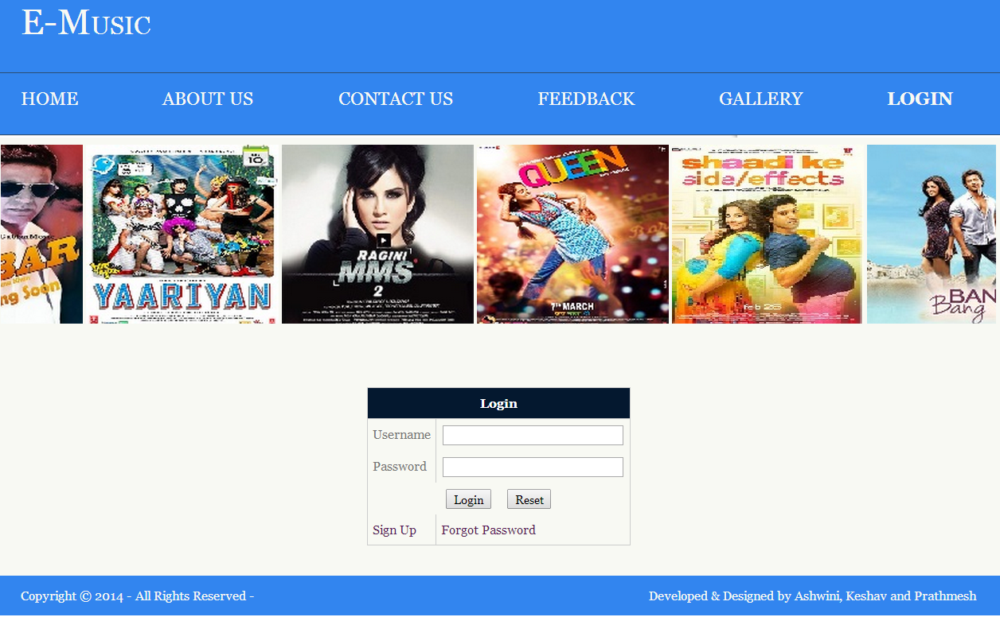 E-Music
HOME ABOUT US CONTACT US FEEDBACK GALLERY LOGIN
BAR
ng Soon
10
YAARIYAN
RAGINI
MMS
2
QUEEN
7TH MARCH
shaadi ke
side/effects
Feb 28
BAN
Bang
Login
Username
Password
Login Reset
Sign Up Forgot Password
Copyright © 2014 - All Rights Reserved -
Developed & Designed by Ashwini, Keshav and Prathmesh